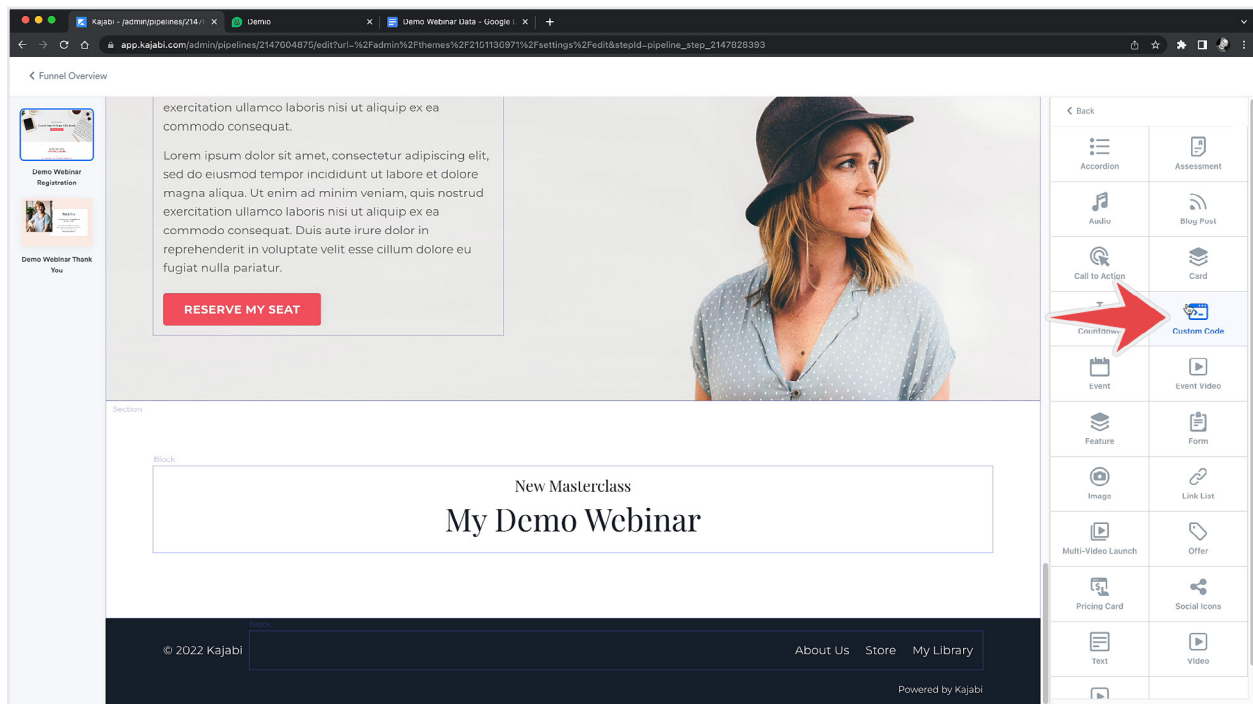 Kajabi - /admin/pipelines/2147
Demio
Demo Webinar Data - Google
app.kajabi.com/admin/pipelines/2147604875/edit?url=%2Fadmin%2Fthemes%2F2151130971%2Fsettings%2Fedit&stepId=pipeline_step_2147828393
Funnel Overview
Demo Webinar
Registration
Demo Webinar Thank
You
exercitation ullamco laboris nisi ut aliquip ex ea
commodo consequat.
Lorem ipsum dolor sit amet, consectetur adipiscing elit,
sed do eiusmod tempor incididunt ut labore et dolore
magna aliqua. Ut enim ad minim veniam, quis nostrud
exercitation ullamco laboris nisi ut aliquip ex ea
commodo consequat. Duis aute irure dolor in
reprehenderit in voluptate velit esse cillum dolore eu
fugiat nulla pariatur.
RESERVE MY SEAT
Section
Block
New Masterclass
My Demo Webinar
Block
© 2022 Kajabi
About Us Store My Library
Powered by Kajabi
Back
Accordion
Assessment
Audio
Blog Post
Call to Action
Card
Countdown
Custom Code
Event
Event Video
Feature
Form
Image
Link List
Multi-Video Launch
Offer
Pricing Card
Social Icons
Text
Video